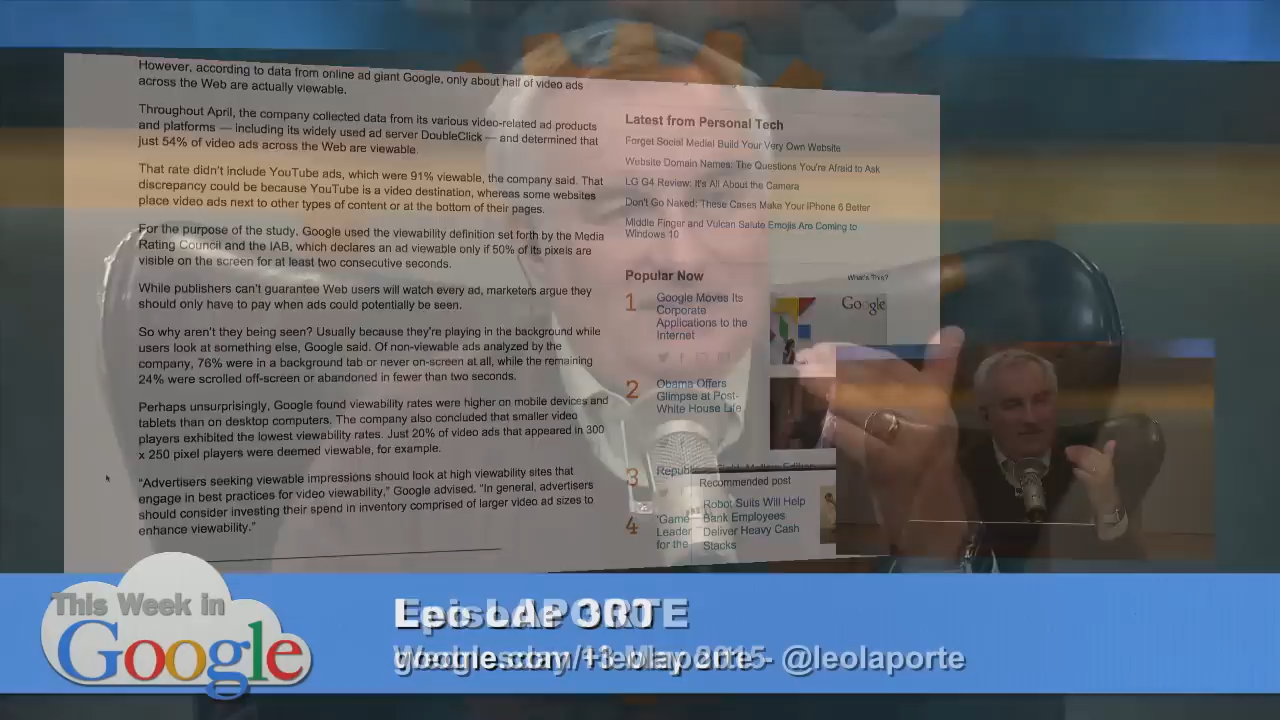 However, according to data from online ad giant Google, only about half of video ads
across the Web are actually viewable.
Throughout April, the company collected data from its various video-related ad products
and platforms — including its widely used ad server DoubleClick — and determined that
just 54% of video ads across the Web are viewable.
That rate didn't include YouTube ads, which were 91% viewable, the company said. That
discrepancy could be because YouTube is a video destination, whereas some websites
place video ads next to other types of content or at the bottom of their pages.
For the purpose of the study, Google used the viewability definition set forth by the Media
Rating Council and the IAB, which declares an ad viewable only if 50% of its pixels are
visible on the screen for at least two consecutive seconds.
While publishers can't guarantee Web users will watch every ad, marketers argue they
should only have to pay when ads could potentially be seen.
So why aren't they being seen? Usually because they're playing in the background while
users look at something else, Google said. Of non-viewable ads analyzed by the
company, 76% were in a background tab or never on-screen at all, while the remaining
24% were scrolled off-screen or abandoned in fewer than two seconds.
Perhaps unsurprisingly, Google found viewability rates were higher on mobile devices and
tablets than on desktop computers. The company also concluded that smaller video
players exhibited the lowest viewability rates. Just 20% of video ads that appeared in 300
x 250 pixel players were deemed viewable, for example.
"Advertisers seeking viewable impressions should look at high viewability sites that
engage in best practices for video viewability," Google advised. "In general, advertisers
should consider investing their spend in inventory comprised of larger video ad sizes to
enhance viewability."
Latest from Personal Tech
Forget Social Media! Build Your Very Own Website
Website Domain Names: The Questions You're Afraid to Ask
LG G4 Review: It's All About the Camera
Don't Go Naked: These Cases Make Your iPhone 6 Better
Middle Finger and Vulcan Salute Emojis Are Coming to
Windows 10
Popular Now
What's This?
1
Google Moves Its
Corporate
Applications to the
Internet
Google
2
Obama Offers
Glimpse at Post-
White House Life
3
Recommended post
Robot Suits Will Help
Bank Employees
Deliver Heavy Cash
Stacks
4
'Game
Leader
for the
This Week in
Google
Leo LAPORTE
@leolaporte